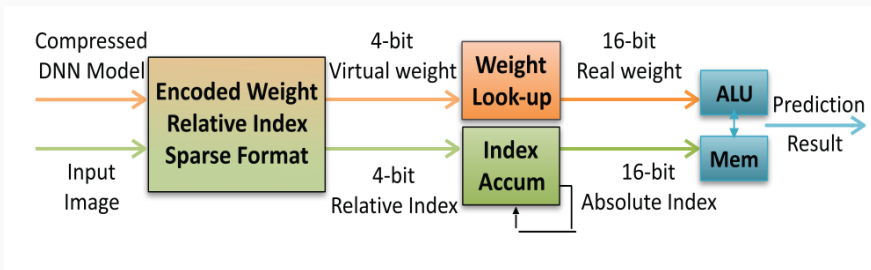 Compressed
DNN Model
Input
Image
Encoded Weight
Relative Index
Sparse Format
4-bit
Virtual weight
4-bit
Relative Index
Weight
Look-up
Index
Accum
16-bit
Real weight
16-bit
Absolute Index
ALU
Mem
Prediction
Result